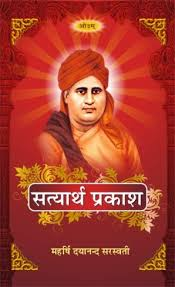 ओ३म्
सत्यार्थ प्रकाश
महर्षि दयानन्द सरस्वती